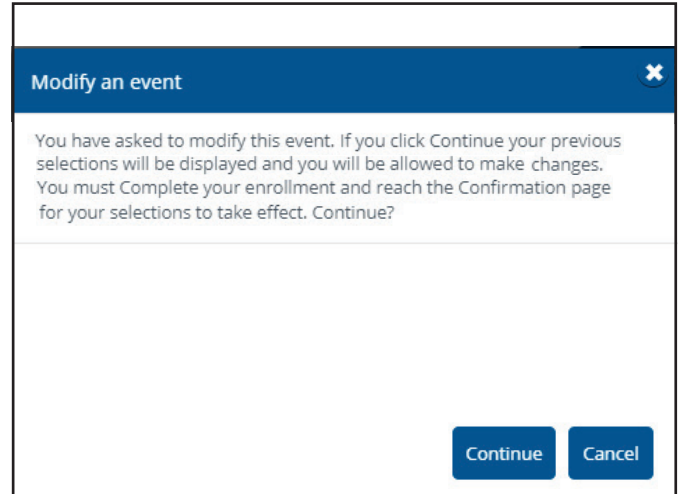 Modify an event
You have asked to modify this event. If you click Continue your previous
selections will be displayed and you will be allowed to make changes.
You must Complete your enrollment and reach the Confirmation page
for your selections to take effect. Continue?
Continue Cancel